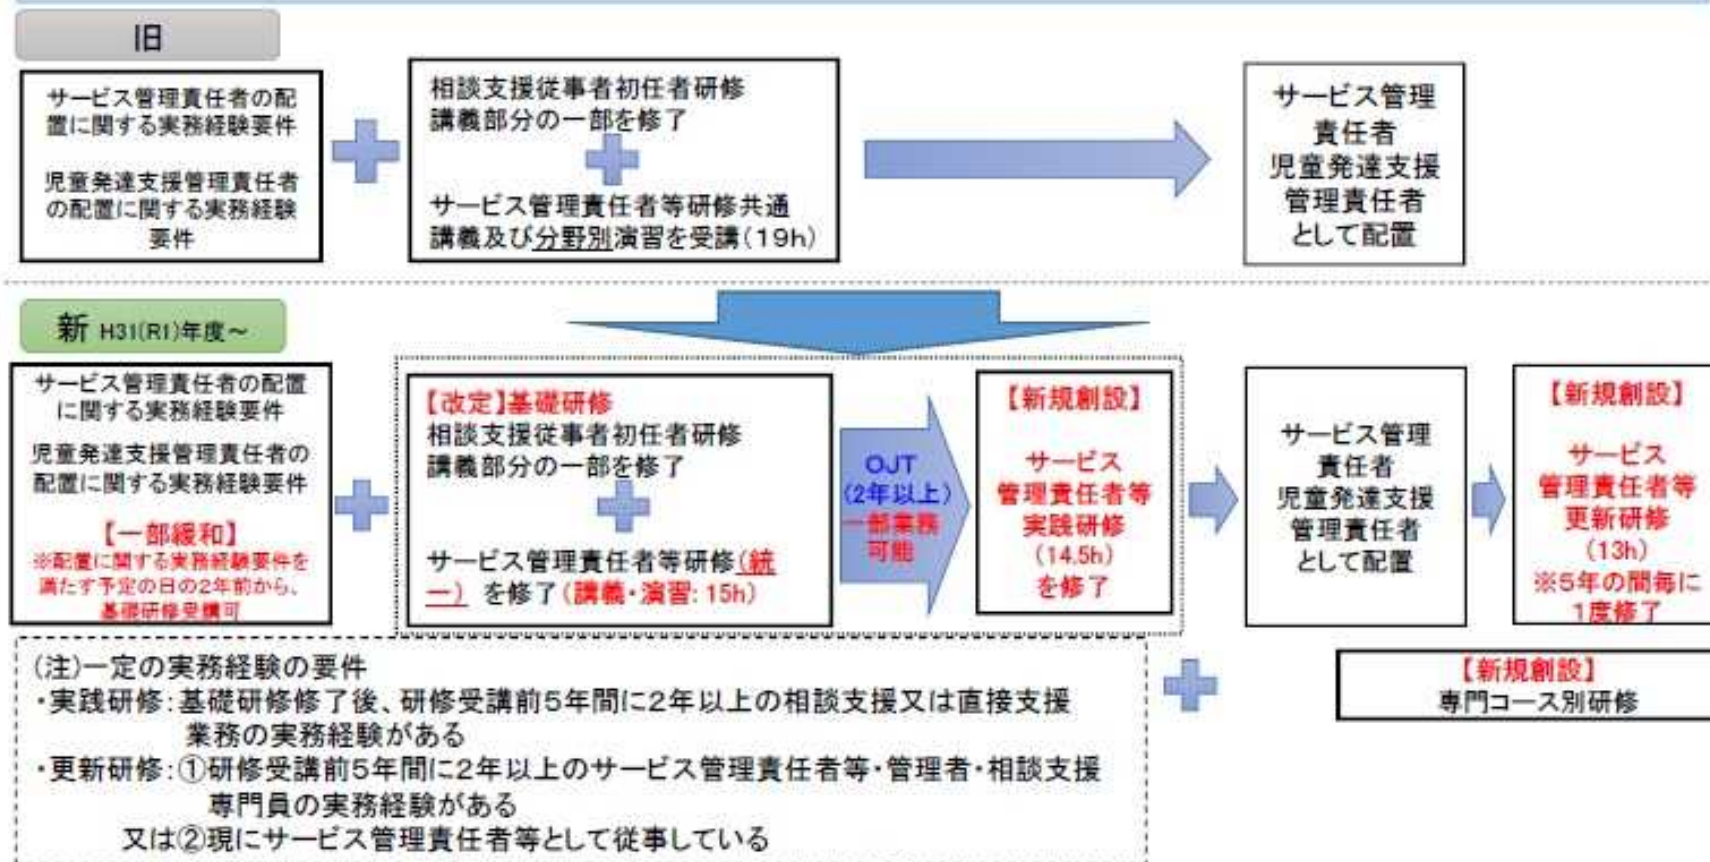 旧
サービス管理責任者の配
置に関する実務経験要件
児童発達支援管理責任者
の配置に関する実務経験
要件
相談支援従事者初任者研修
講義部分の一部を修了
サービス管理責任者等研修共通
講義及び分野別演習を受講(19h)
サービス管理
責任者
児童発達支援
管理責任者
として配置
新 H31(R1)年度~
サービス管理責任者の配置
に関する実務経験要件
児童発達支援管理責任者の
配置に関する実務経験要件
【一部緩和】
※配置に関する実務経験要件を
満たす予定の日の2年前から、
基礎研修受講可
【改定】基礎研修
相談支援従事者初任者研修
講義部分の一部を修了
サービス管理責任者等研修(統
一) を修了(講義・演習:15h)
OJT
(2年以上)
一部業務
可能
【新規創設】
サービス
管理責任者等
実践研修
(14.5h)
を修了
サービス管理
責任者
児童発達支援
管理責任者
として配置
【新規創設】
サービス
管理責任者等
更新研修
(13h)
※5年の間毎に
1度修了
(注)一定の実務経験の要件
・実践研修:基礎研修修了後、研修受講前5年間に2年以上の相談支援又は直接支援
業務の実務経験がある
・更新研修:①研修受講前5年間に2年以上のサービス管理責任者等・管理者・相談支援
専門員の実務経験がある
又は②現にサービス管理責任者等として従事している
【新規創設】
専門コース別研修